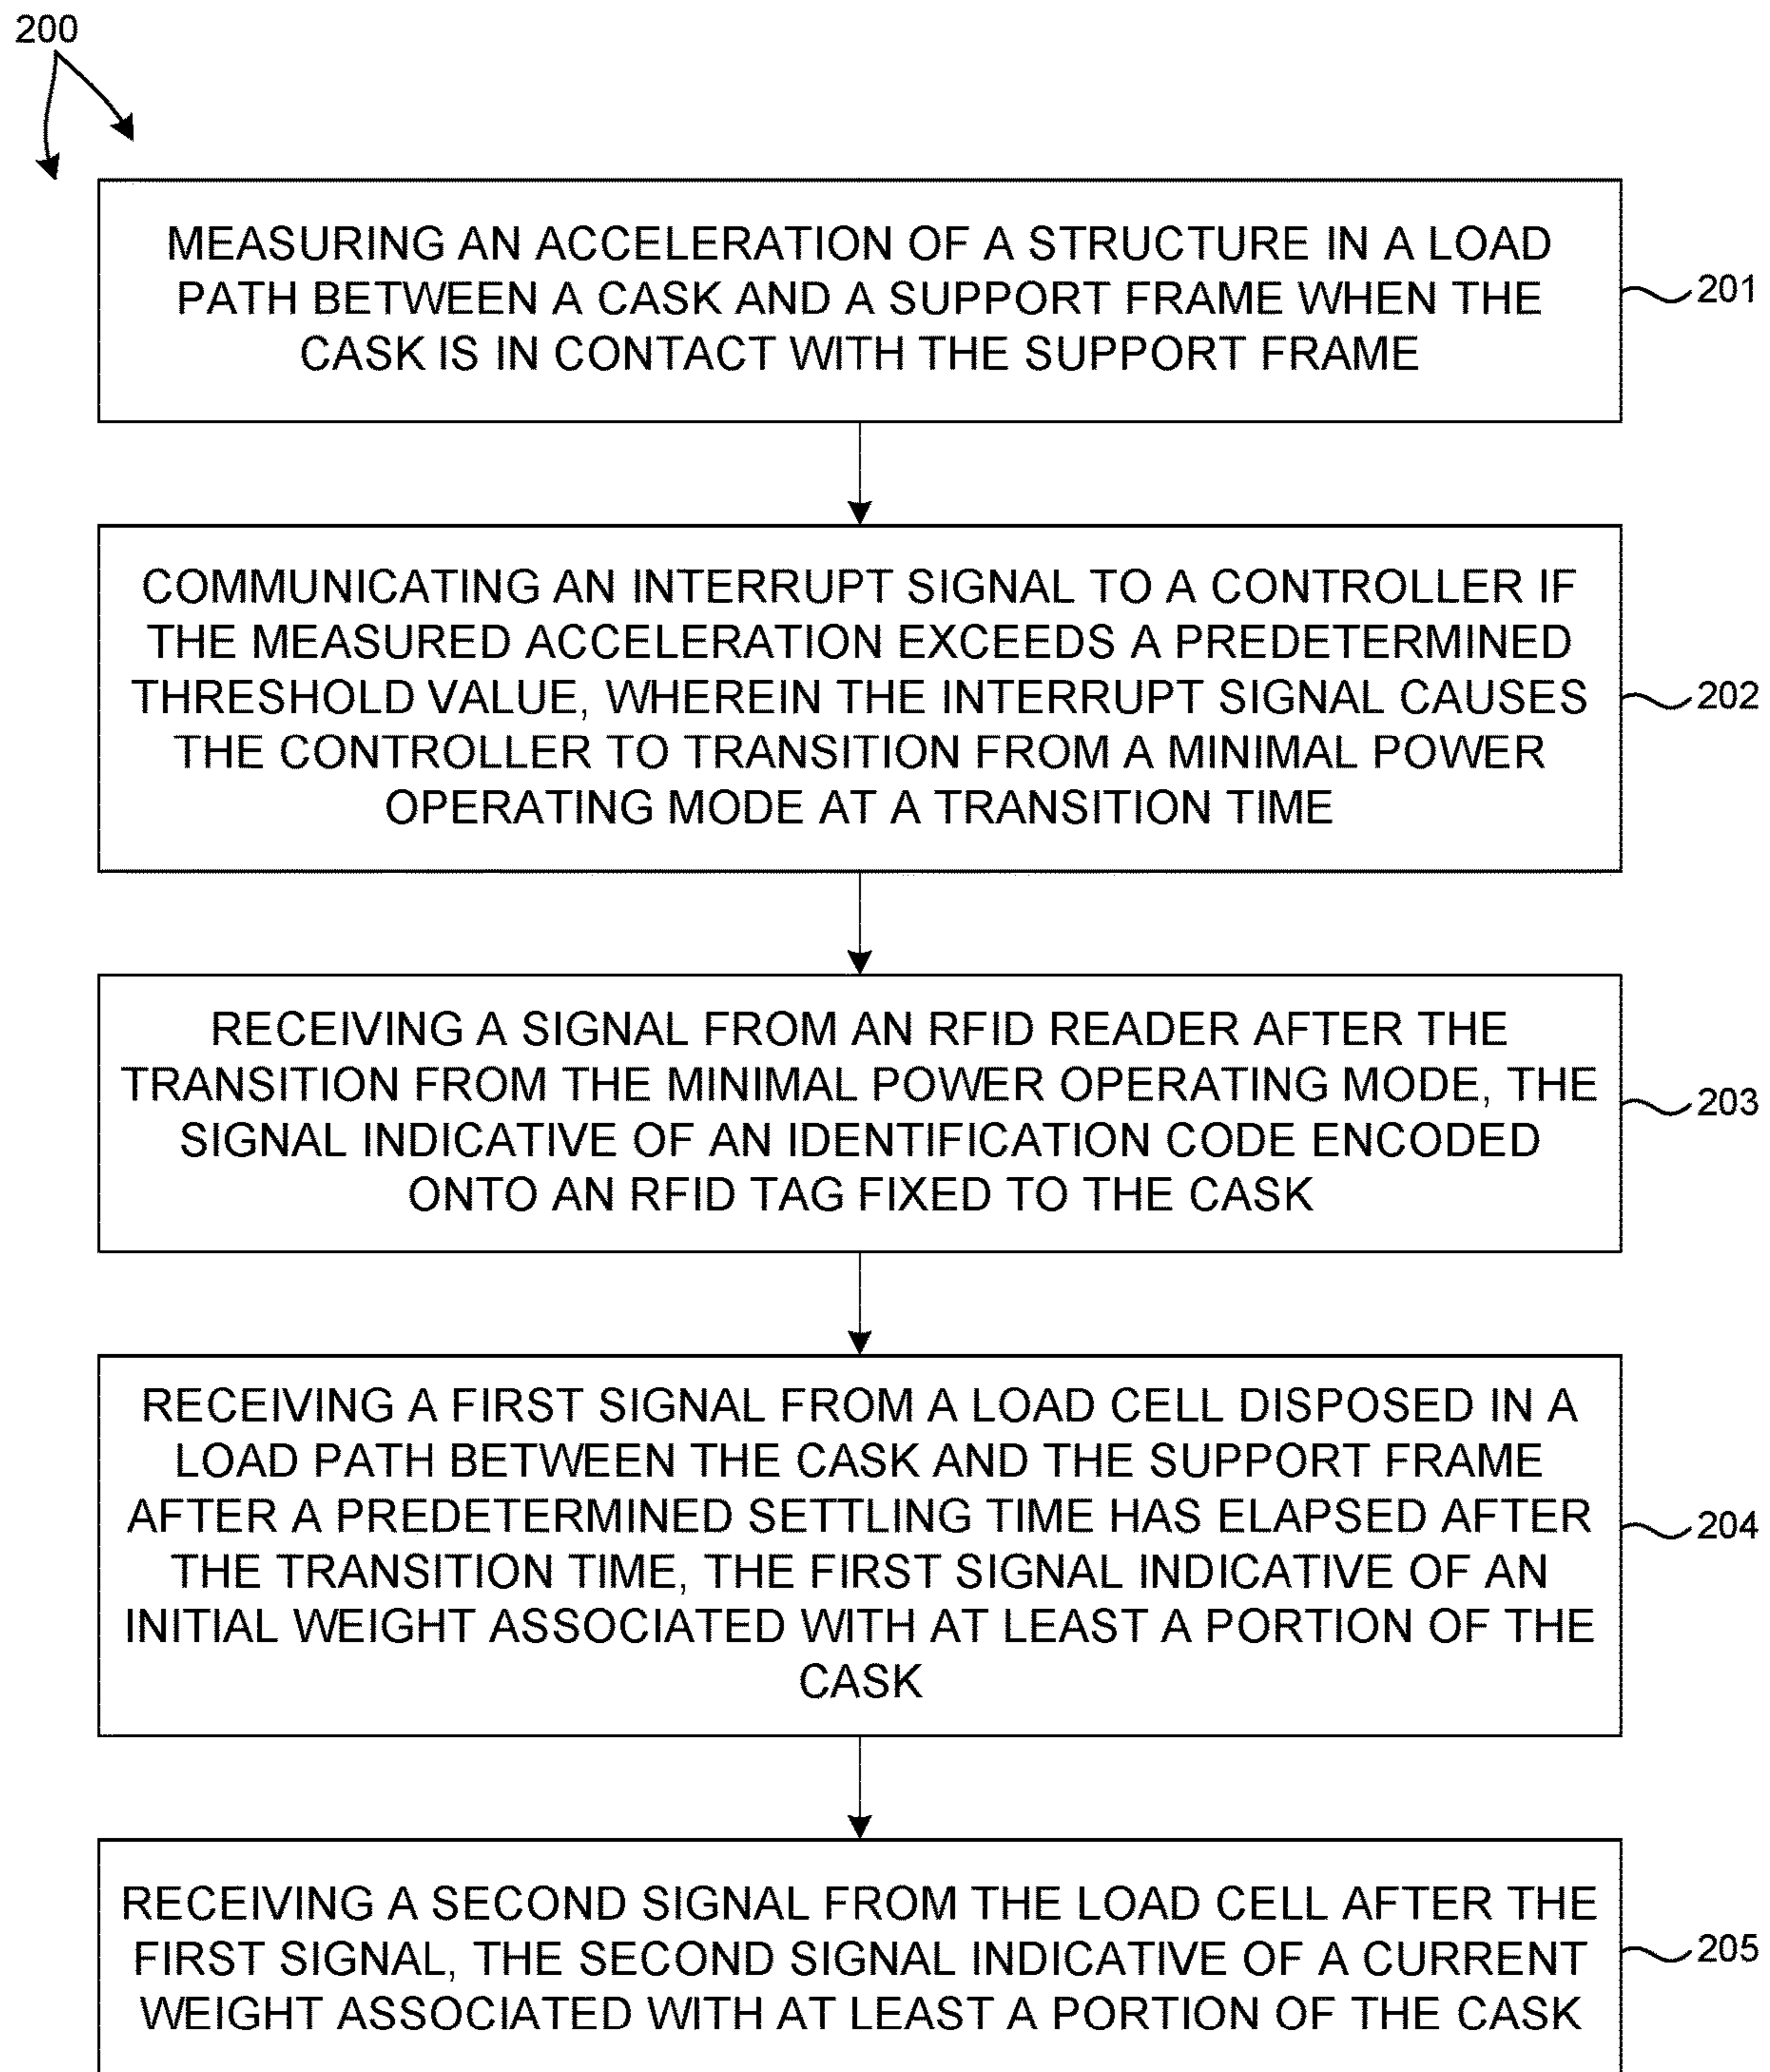 200
MEASURING AN ACCELERATION OF A STRUCTURE IN A LOAD
PATH BETWEEN A CASK AND A SUPPORT FRAME WHEN THE
CASK IS IN CONTACT WITH THE SUPPORT FRAME
201
COMMUNICATING AN INTERRUPT SIGNAL TO A CONTROLLER IF
THE MEASURED ACCELERATION EXCEEDS A PREDETERMINED
THRESHOLD VALUE, WHEREIN THE INTERRUPT SIGNAL CAUSES
THE CONTROLLER TO TRANSITION FROM A MINIMAL POWER
OPERATING MODE AT A TRANSITION TIME
202
RECEIVING A SIGNAL FROM AN RFID READER AFTER THE
TRANSITION FROM THE MINIMAL POWER OPERATING MODE, THE
SIGNAL INDICATIVE OF AN IDENTIFICATION CODE ENCODED
ONTO AN RFID TAG FIXED TO THE CASK
203
RECEIVING A FIRST SIGNAL FROM A LOAD CELL DISPOSED IN A
LOAD PATH BETWEEN THE CASK AND THE SUPPORT FRAME
AFTER A PREDETERMINED SETTLING TIME HAS ELAPSED AFTER
THE TRANSITION TIME, THE FIRST SIGNAL INDICATIVE OF AN
INITIAL WEIGHT ASSOCIATED WITH AT LEAST A PORTION OF THE
CASK
204
RECEIVING A SECOND SIGNAL FROM THE LOAD CELL AFTER THE
FIRST SIGNAL, THE SECOND SIGNAL INDICATIVE OF A CURRENT
WEIGHT ASSOCIATED WITH AT LEAST A PORTION OF THE CASK
205